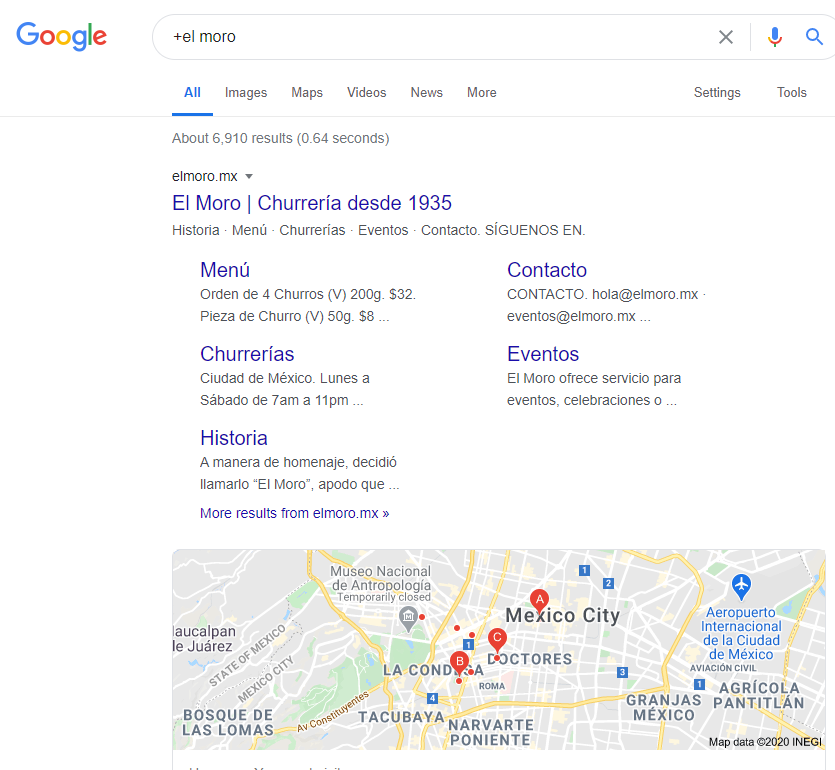 Google
+el moro
All Images Maps Videos News More Settings Tools
About 6,910 results (0.64 seconds)
elmoro.mx
El Moro | Churrería desde 1935
Historia · Menú · Churrerías · Eventos · Contacto. SÍGUENOS EN.
Menú
Orden de 4 Churros (V) 200g. $32.
Pieza de Churro (V) 50g. $8 ...
Contacto
CONTACTO. hola@elmoro.mx ·
eventos@elmoro.mx ...
Churrerías
Ciudad de México. Lunes a
Sábado de 7am a 11pm ...
Eventos
El Moro ofrece servicio para
eventos, celebraciones o ...
Historia
A manera de homenaje, decidió
llamarlo “El Moro”, apodo que ...
More results from elmoro.mx »
Museo Nacional
de Antropología
Temporarily closed
1
2
A
Mexico City
Aeropuerto
Internacional
de la Ciudad
de México
AVIACIÓN CIVIL
laucalpan
de Juárez
STATE OF MEXICO
MEXICO CITY
1
C
B
DOCTORES
LA CONDESA
ROMA
3
1
4
AGRÍCOLA
PANTITLÁN
GRANJAS
MÉXICO
BOSQUE DE
LAS LOMAS
Av Constituyentes
TACUBAYA
NARVARTE
PONIENTE
Map data ©2020 INEGI